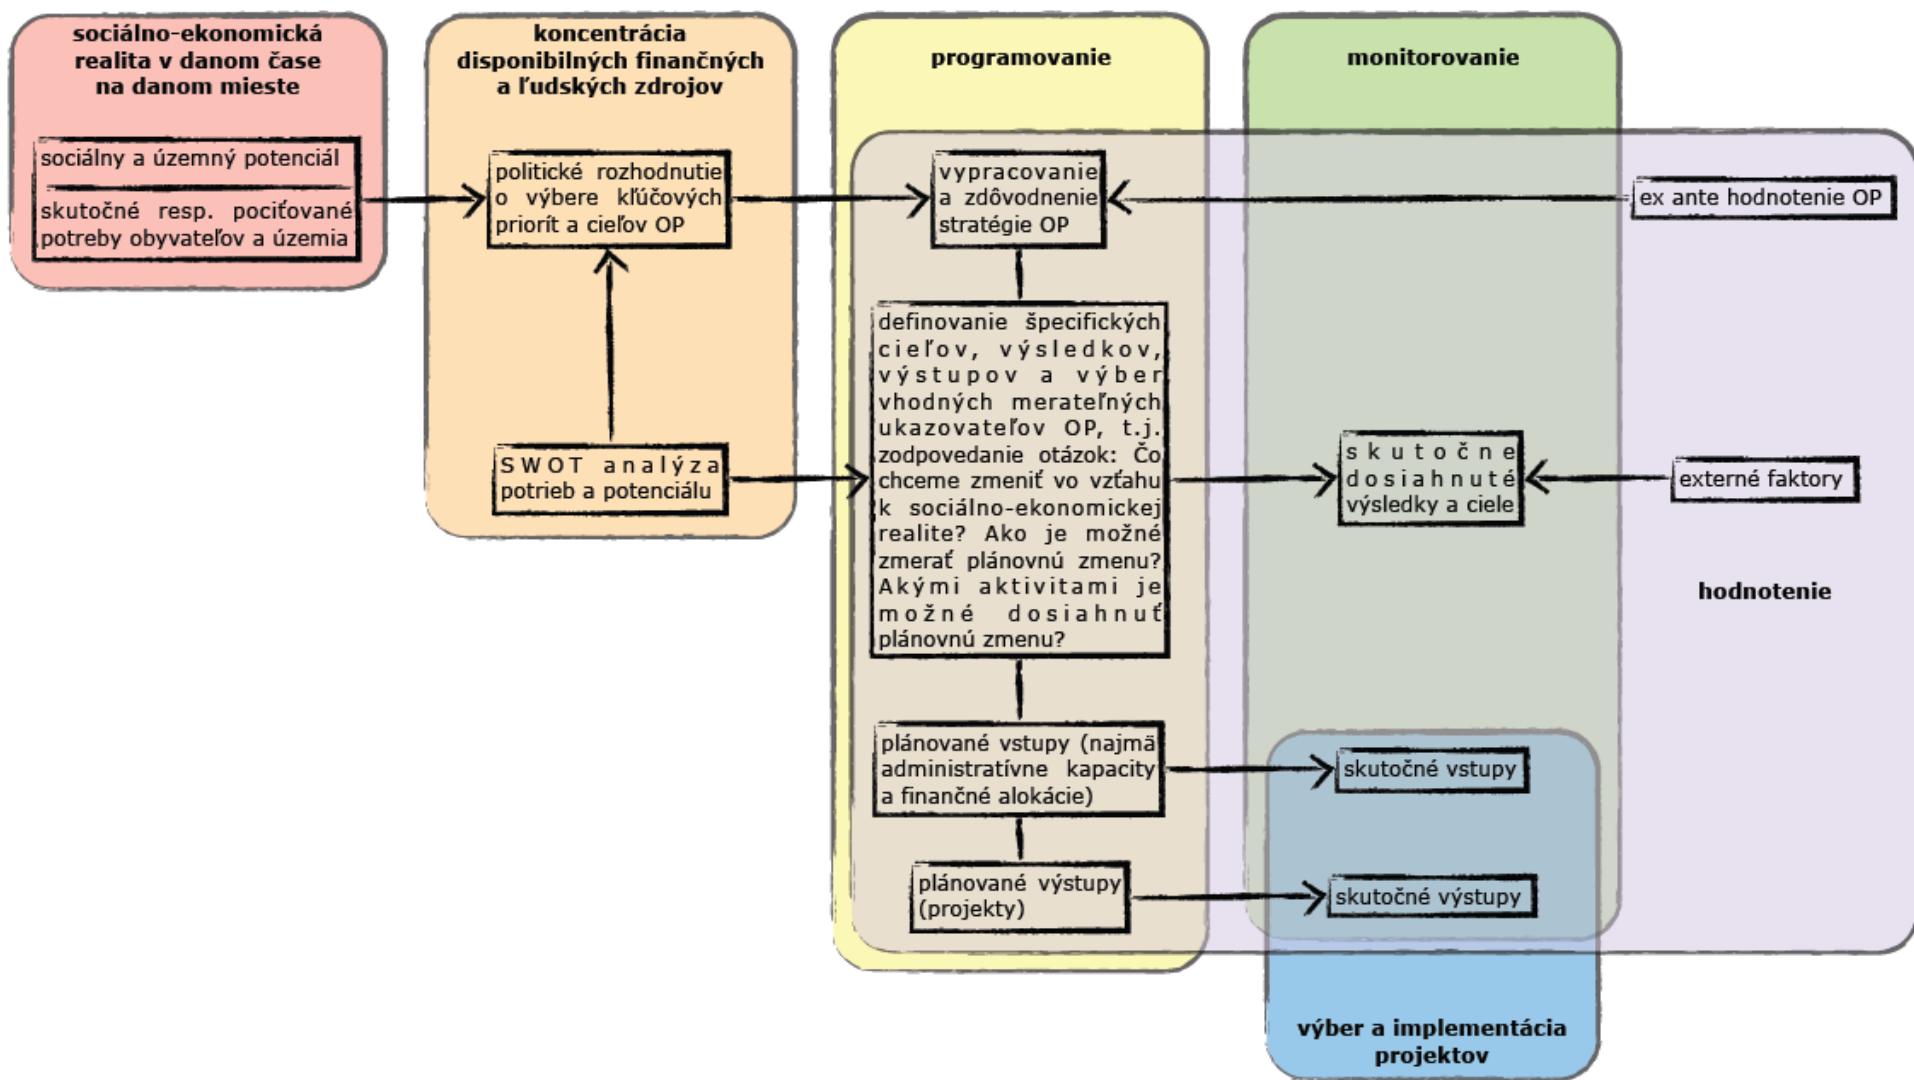 sociálno-ekonomická
realita v danom čase
na danom mieste
sociálny a územný potenciál
skutočné resp. pociťované
potreby obyvateľov a územia
koncentrácia
disponibilných finančných
a ľudských zdrojov
politické rozhodnutie
o výbere kľúčových
priorít a cieľov OP
SWOT analýza
potrieb a potenciálu
programovanie
vypracovanie
a zdôvodnenie
stratégie OP
definovanie špecifických
cieľov, výsledkov,
výstupov a výber
vhodných merateľných
ukazovateľov OP, t.j.
zodpovedanie otázok: Čo
chceme zmeniť vo vzťahu
k sociálno-ekonomickej
realite? Ako je možné
zmerať plánovnú zmenu?
Akými aktivitami je
možné dosiahnuť
plánovnú zmenu?
plánované vstupy (najmä
administratívne kapacity
a finančné alokácie)
plánované výstupy
(projekty)
monitorovanie
skutočne
dosiahnuté
výsledky a ciele
skutočné vstupy
skutočné výstupy
výber a implementácia
projektov
ex ante hodnotenie OP
externé faktory
hodnotenie